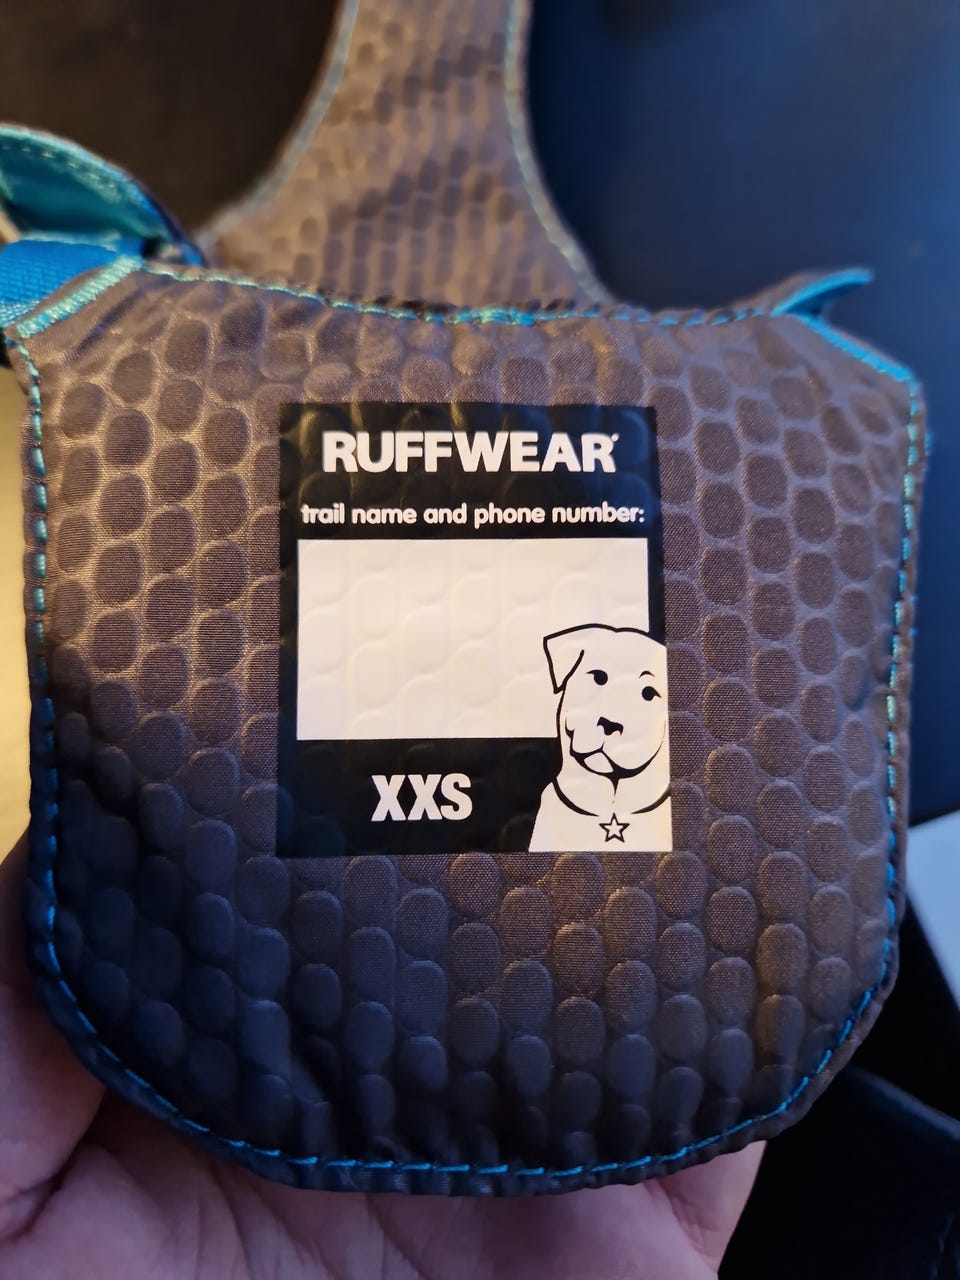 RUFFWEAR
trail name and phone number:
XXS